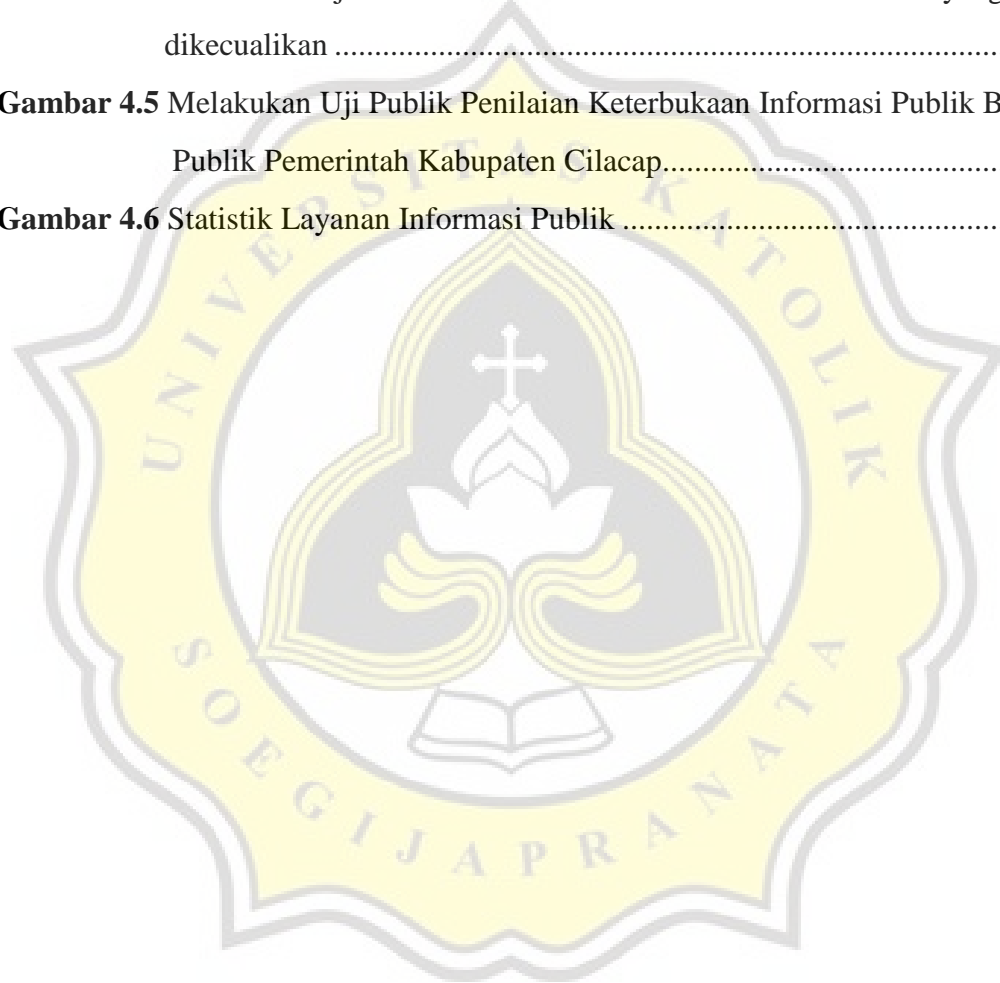 dikecualikan ....................................................................................
Gambar 4.5 Melakukan Uji Publik Penilaian Keterbukaan Informasi Publik B
Publik Pemerintah Kabupaten Cilacap..........................................
Gambar 4.6 Statistik Layanan Informasi Publik ...............................................
UNIVERSITAS KATOLIK
SOEGIJAPRANATA